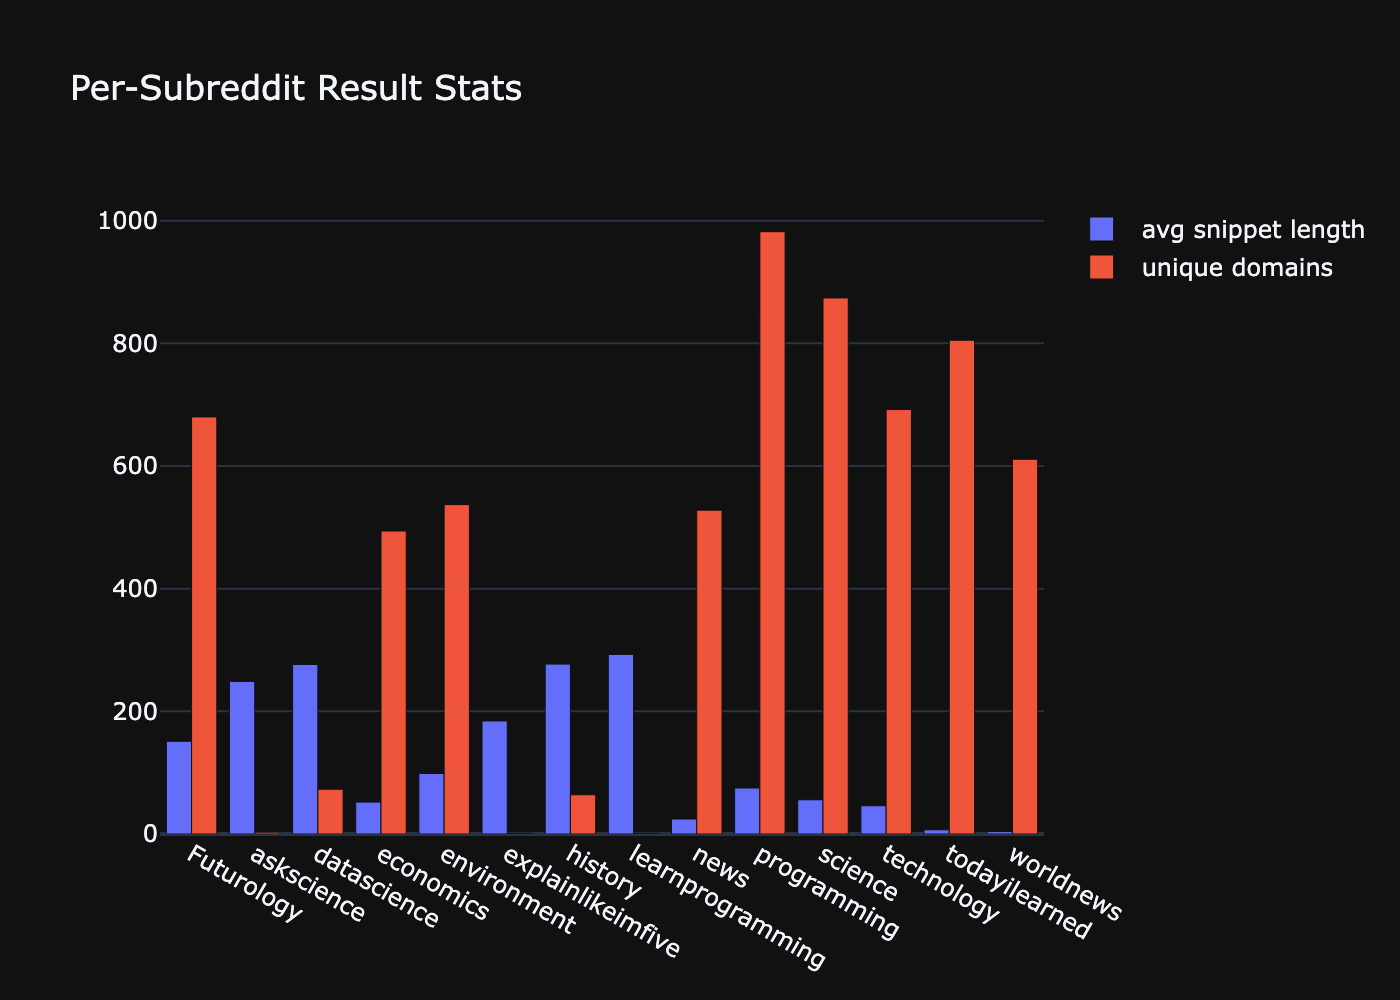 Per-Subreddit Result Stats
avg snippet length
unique domains
1000
800
600
400
200
0
Futurology
askscience
datascience
economics
environment
explainlikeimfive
history
learnprogramming
news
programming
science
technology
todayilearned
worldnews